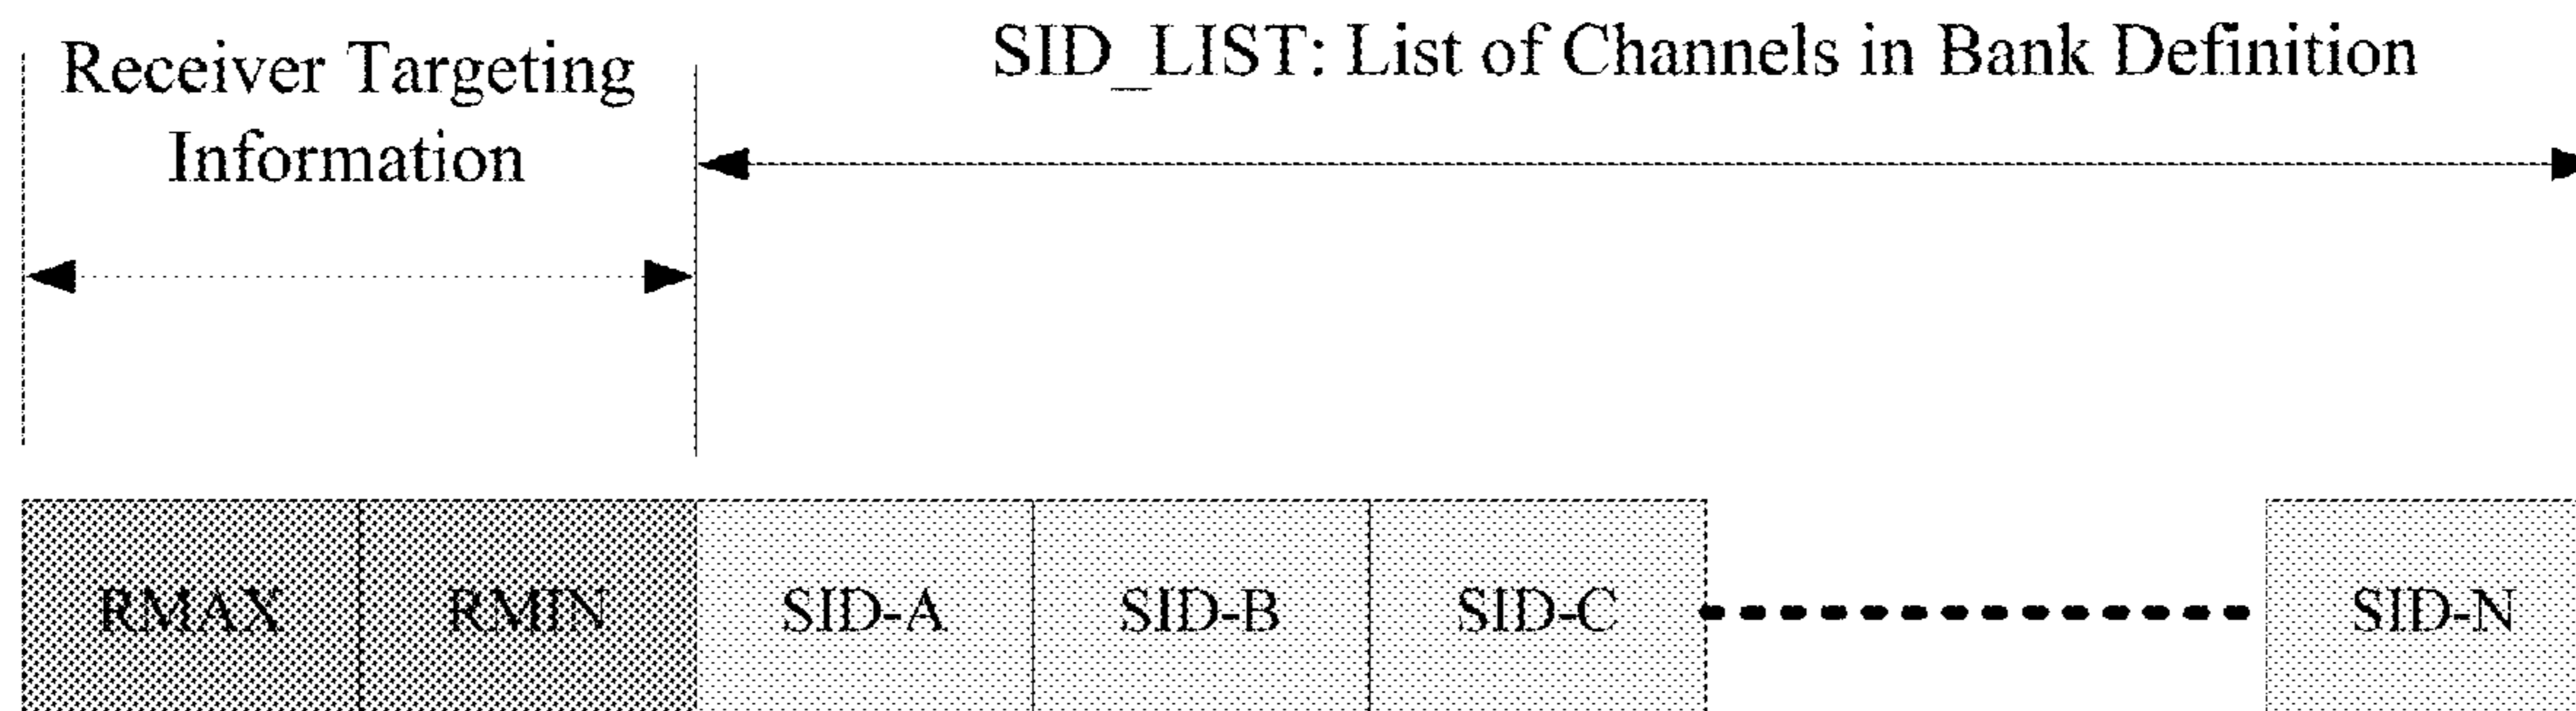 Receiver Targeting
Information
SID_LIST: List of Channels in Bank Definition
RMAX
RMIN
SID-A
SID-B
SID-C
SID-N